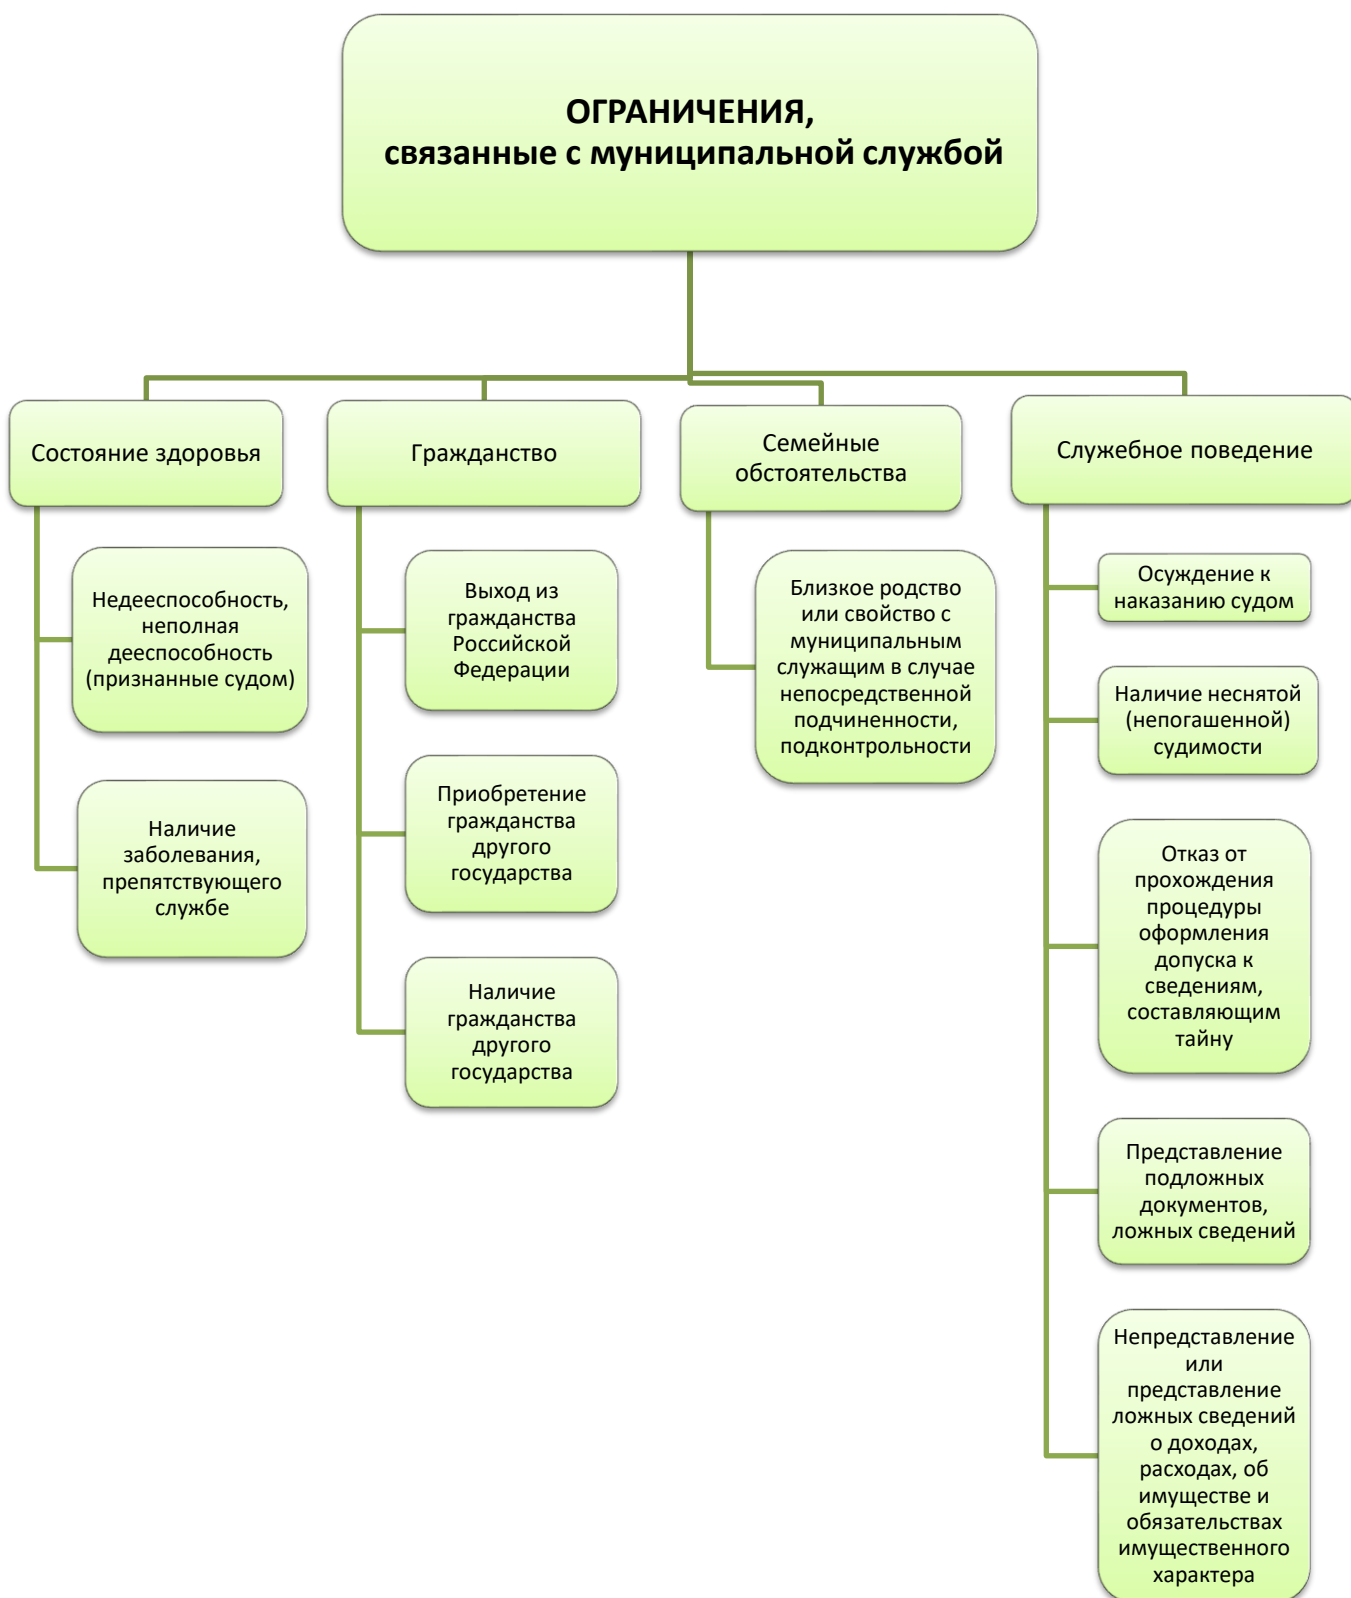 ОГРАНИЧЕНИЯ,
связанные с муниципальной службой
Состояние здоровья
Недееспособность,
неполная
дееспособность
(признанные судом)
Наличие
заболевания,
препятствующего
службе
Гражданство
Выход из
гражданства
Российской
Федерации
Приобретение
гражданства
другого
государства
Наличие
гражданства
другого
государства
Семейные
обстоятельства
Близкое родство
или свойство с
муниципальным
служащим в случае
непосредственной
подчиненности,
подконтрольности
Служебное поведение
Осуждение к
наказанию судом
Наличие неснятой
(непогашенной)
судимости
Отказ от
прохождения
процедуры
оформления
допуска к
сведениям,
составляющим
тайну
Представление
подложных
документов,
ложных сведений
Непредставление
или
представление
ложных сведений
о доходах,
расходах, об
имуществе и
обязательствах
имущественного
характера